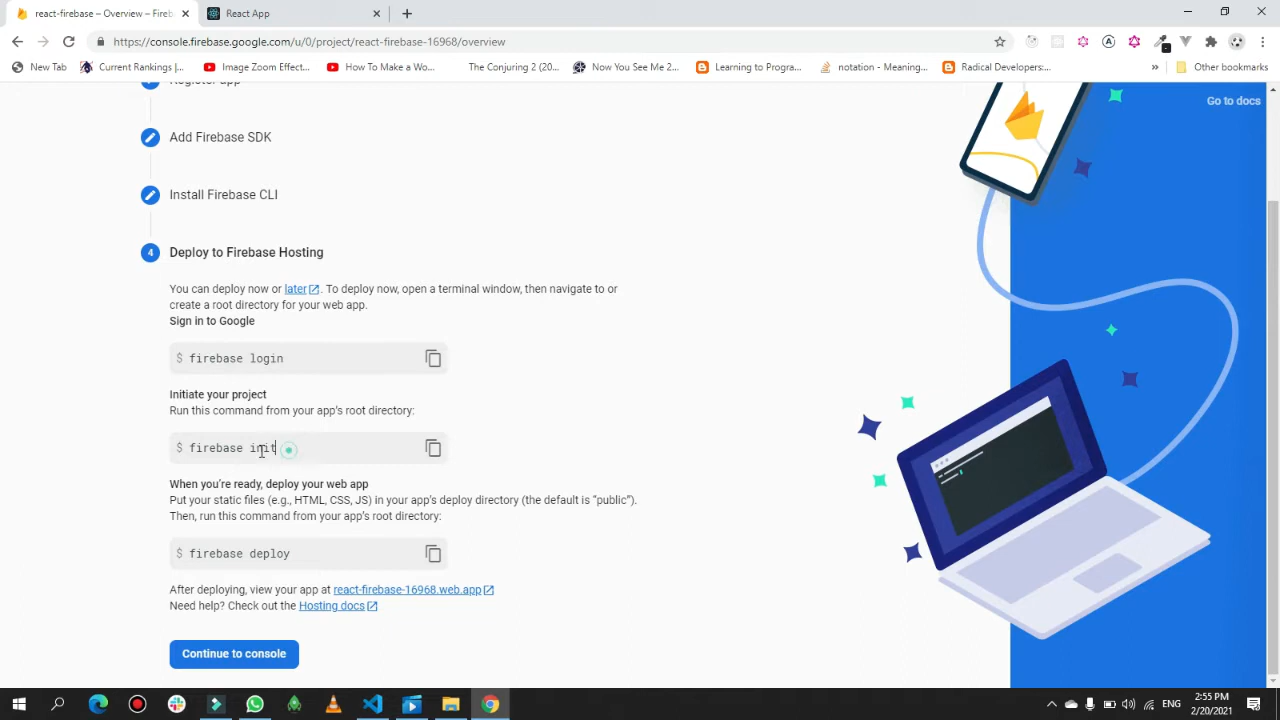 react-firebase – Overview – Fireb
React App
https://console.firebase.google.com/u/0/project/react-firebase-16968/overview
New Tab
Current Rankings |...
Image Zoom Effect...
How To Make a Wo...
The Conjuring 2 (20...
Now You See Me 2...
Learning to Progra...
notation - Meaning...
Radical Developers:...
»
Other bookmarks
Register app
Go to docs
Add Firebase SDK
Install Firebase CLI
4
Deploy to Firebase Hosting
You can deploy now or later. To deploy now, open a terminal window, then navigate to or
create a root directory for your web app.
Sign in to Google
$ firebase login
Initiate your project
Run this command from your app's root directory:
$ firebase init
When you're ready, deploy your web app
Put your static files (e.g., HTML, CSS, JS) in your app's deploy directory (the default is “public”).
Then, run this command from your app's root directory:
$ firebase deploy
After deploying, view your app at react-firebase-16968.web.app
Need help? Check out the Hosting docs
Continue to console
ENG
2:55 PM
2/20/2021